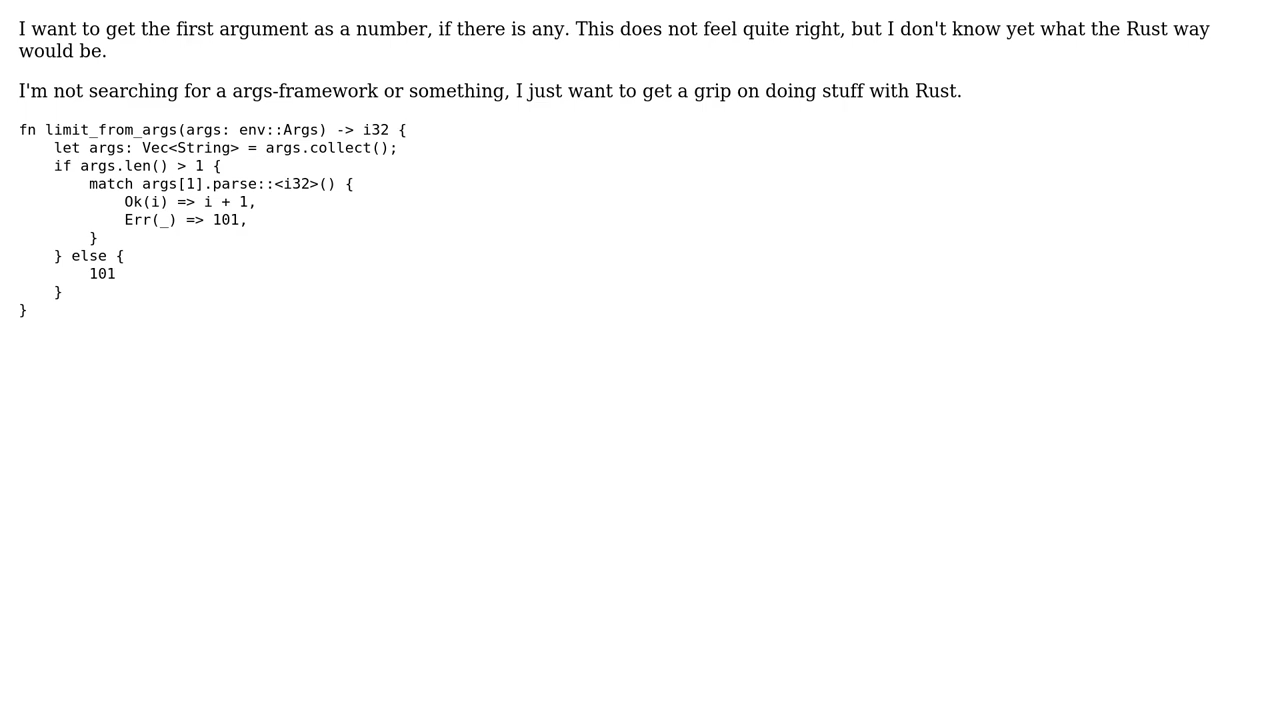 I want to get the first argument as a number, if there is any. This does not feel quite right, but I don't know yet what the Rust way
would be.
I'm not searching for a args-framework or something, I just want to get a grip on doing stuff with Rust.
fn limit_from_args(args: env::Args) -> i32 {
    let args: Vec<String> = args.collect();
    if args.len() > 1 {
        match args[1].parse::<i32>() {
            Ok(i) => i + 1,
            Err(_) => 101,
        }
    } else {
        101
    }
}